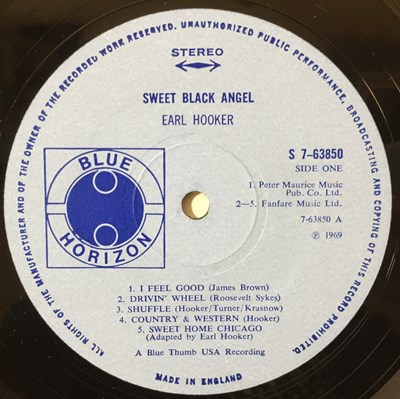 ALL RIGHTS OF THE MANUFACTURER AND OF THE OWNER OF THE RECORDED WORK RESERVED. UNAUTHORIZED PUBLIC PERFORMANCE, BROADCASTING AND COPYING OF THIS RECORD PROHIBITED.
STEREO
SWEET BLACK ANGEL
EARL HOOKER
BLUE
HORIZON
S 7-63850
SIDE ONE
1. Peter Maurice Music
Pub. Co. Ltd.
2—5. Fanfare Music Ltd.
7-63850 A
℗ 1969
1. I FEEL GOOD (James Brown)
2. DRIVIN' WHEEL (Roosevelt Sykes)
3. SHUFFLE (Hooker/Turner/Krasnow)
4. COUNTRY & WESTERN (Hooker)
5. SWEET HOME CHICAGO
(Adapted by Earl Hooker)
A Blue Thumb USA Recording
MADE IN ENGLAND